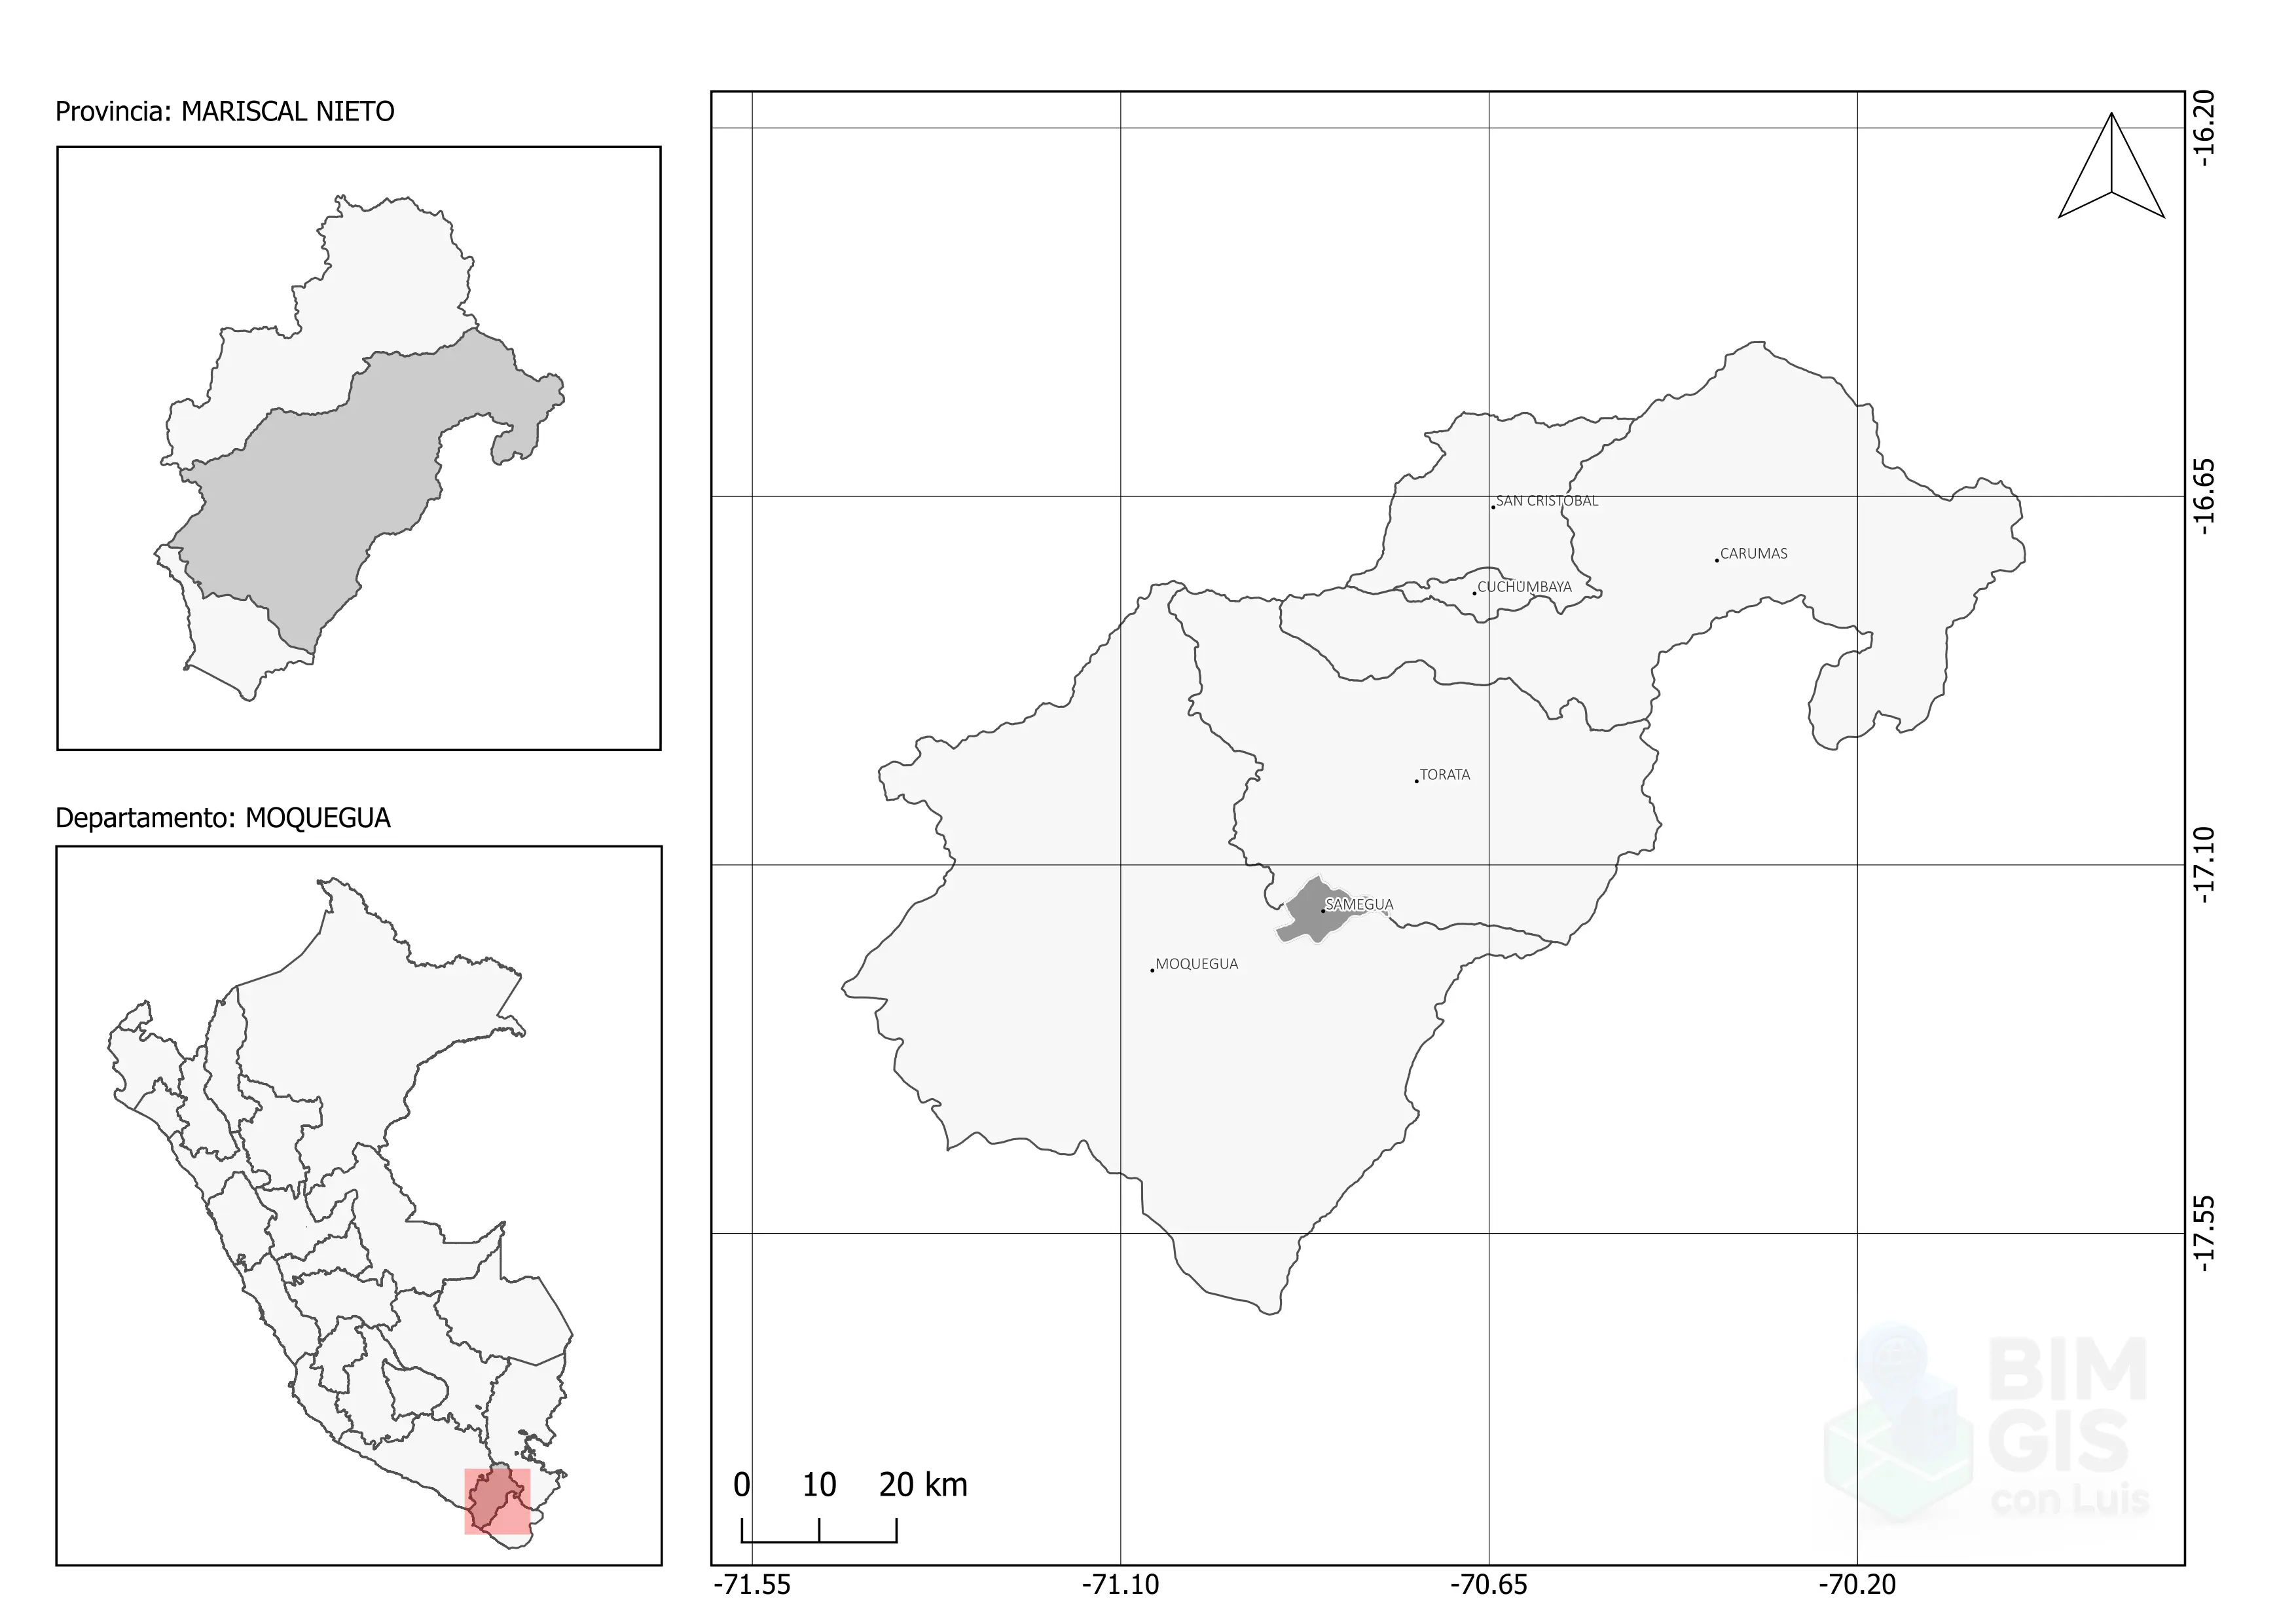 Provincia: MARISCAL NIETO
Departamento: MOQUEGUA
-16.20
SAN CRISTOBAL
-16.65
CARUMAS
CUCHUMBAYA
TORATA
-17.10
SAMEGUA
MOQUEGUA
-17.55
BIM
GIS
con Luis
0 10 20 km
-71.55 -71.10 -70.65 -70.20